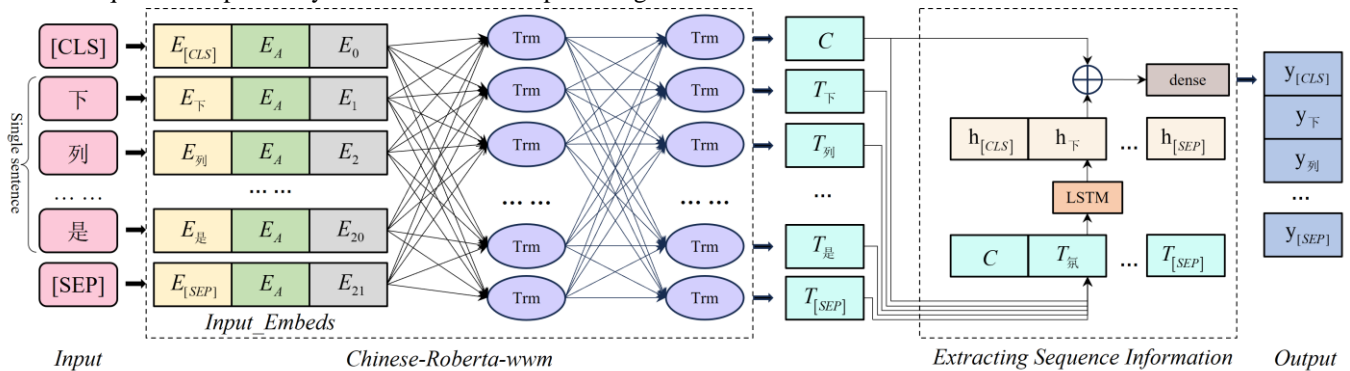 [CLS] E[CLS] EA E0 Trm Trm C
下 E下 EA E1 Trm Trm T下
列 E列 EA E2 Trm Trm T列
... ... ... ... ... ... ... ... ...
是 E是 EA E20 Trm Trm T是
[SEP] E[SEP] EA E21 Trm Trm T[SEP]
Single sentence
Input_Embeds
dense
h[CLS] h下 ... h[SEP]
LSTM
C T氛 ... T[SEP]
y[CLS]
y下
y列
...
y[SEP]
Input
Chinese-Roberta-wwm
Extracting Sequence Information
Output